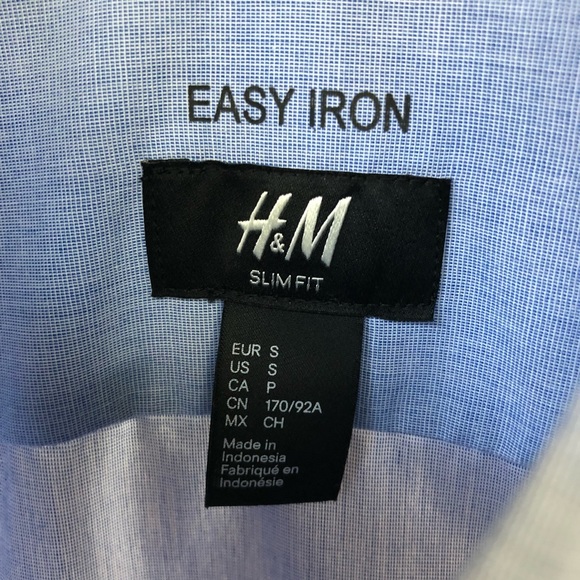 EASY IRON
H&M
SLIM FIT
EUR S
US S
CA P
CN 170/92A
MX CH
Made in
Indonesia
Fabriqué en
Indonésie